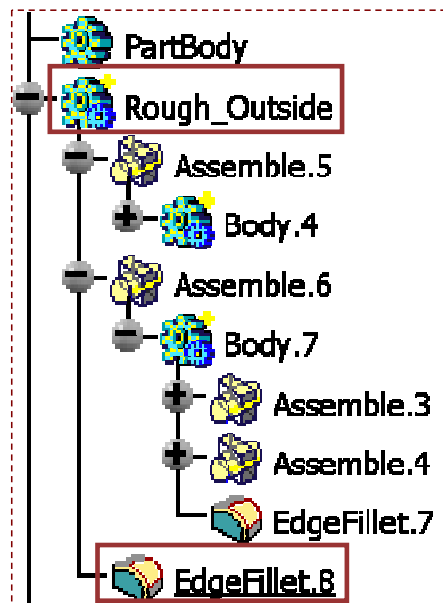 PartBody
Rough_Outside
Assemble.5
Body.4
Assemble.6
Body.7
Assemble.3
Assemble.4
EdgeFillet.7
EdgeFillet.8